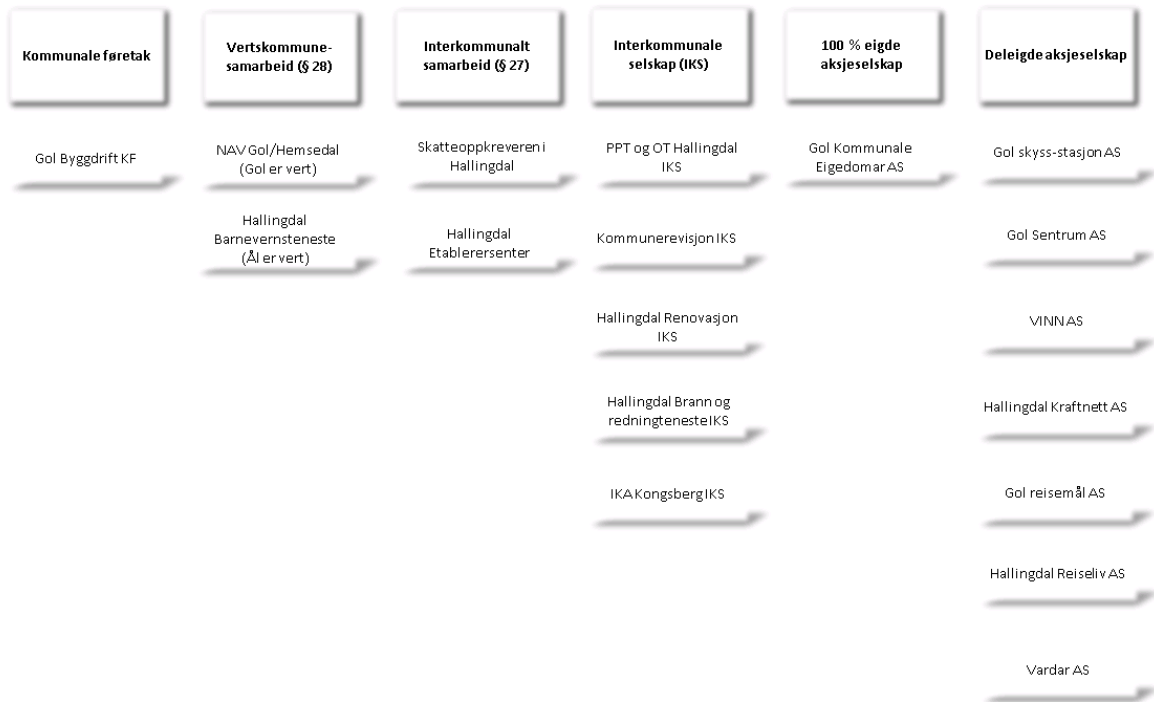 Kommunale føretak
Vertskommune-
samarbeid (§ 28)
Interkommunalt
samarbeid (§ 27)
Interkommunale
selskap (IKS)
100 % eigde
aksjeselskap
Deleigde aksjeselskap
Gol Byggdrift KF
NAV Gol/Hemsedal
(Gol er vert)
Hallingdal
Barnevernsteneste
(Ål er vert)
Skatteoppkreveren i
Hallingdal
Hallingdal
Etablerersenter
PPT og OT Hallingdal
IKS
Kommunerevisjon IKS
Hallingdal Renovasjon
IKS
Hallingdal Brann og
redningteneste IKS
IKA Kongsberg IKS
Gol Kommunale
Eigedomar AS
Gol skyss-stasjon AS
Gol Sentrum AS
VINN AS
Hallingdal Kraftnett AS
Gol reisemål AS
Hallingdal Reiseliv AS
Vardar AS